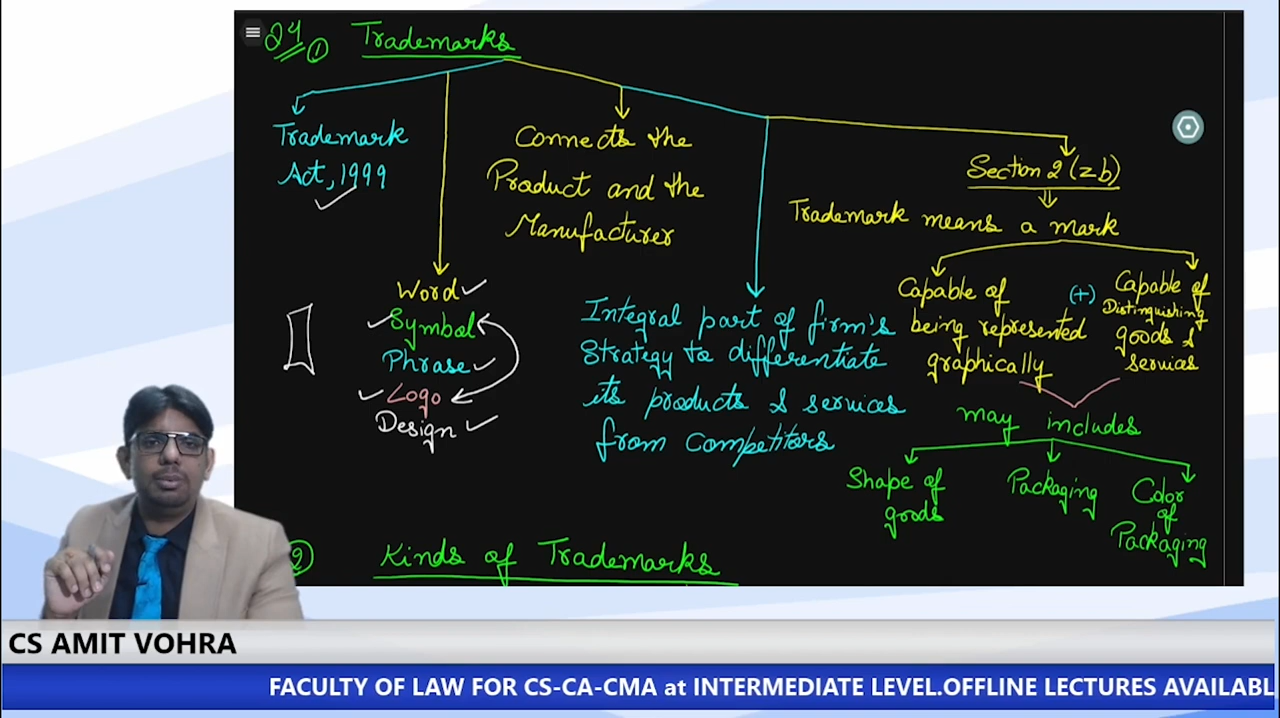 24
① Trademarks
Trademark
Act, 1999
Word
Symbol
Phrase
Logo
Design
Connects the
Product and the
Manufacturer
Integral part of firm's
Strategy to differentiate
its products & services
from competitors
Section 2 (zb)
Trademark means a mark
Capable of
being represented
graphically
(+)
Capable of
Distinguishing
goods &
services
may includes
Shape of
goods
Packaging
Color
of
Packaging
② Kinds of Trademarks
CS AMIT VOHRA
FACULTY OF LAW FOR CS-CA-CMA at INTERMEDIATE LEVEL.OFFLINE LECTURES AVAILABL